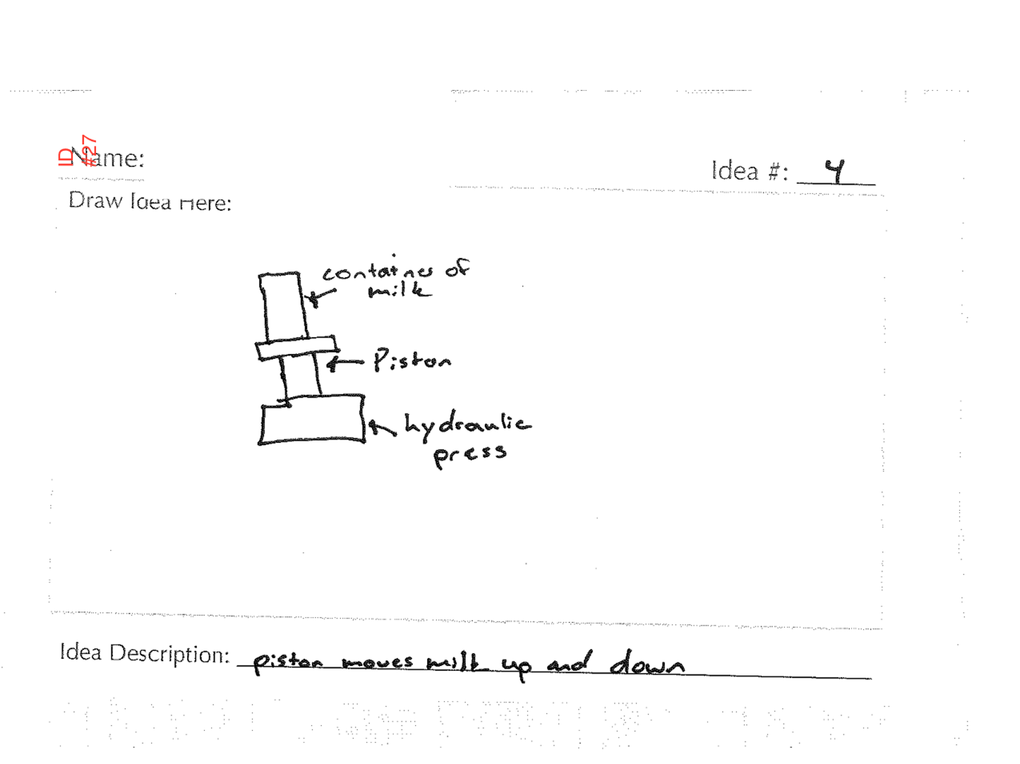 ID
#27
Name:
Idea #: 4
Draw Idea Here:
container of
milk
Piston
hydraulic
press
Idea Description: piston moves milk up and down